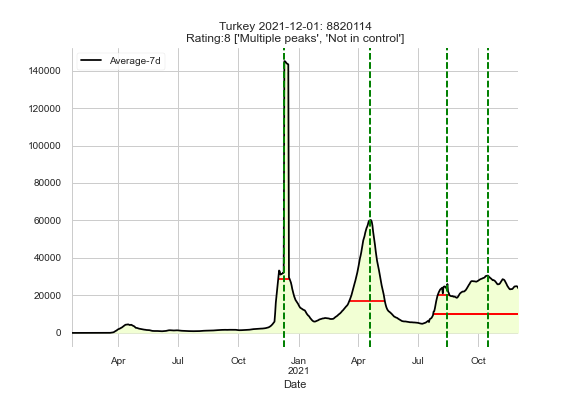 Turkey 2021-12-01: 8820114
Rating:8 ['Multiple peaks', 'Not in control']
Average-7d
140000
120000
100000
80000
60000
40000
20000
0
Apr Jul Oct Jan Apr Jul Oct
2021
Date